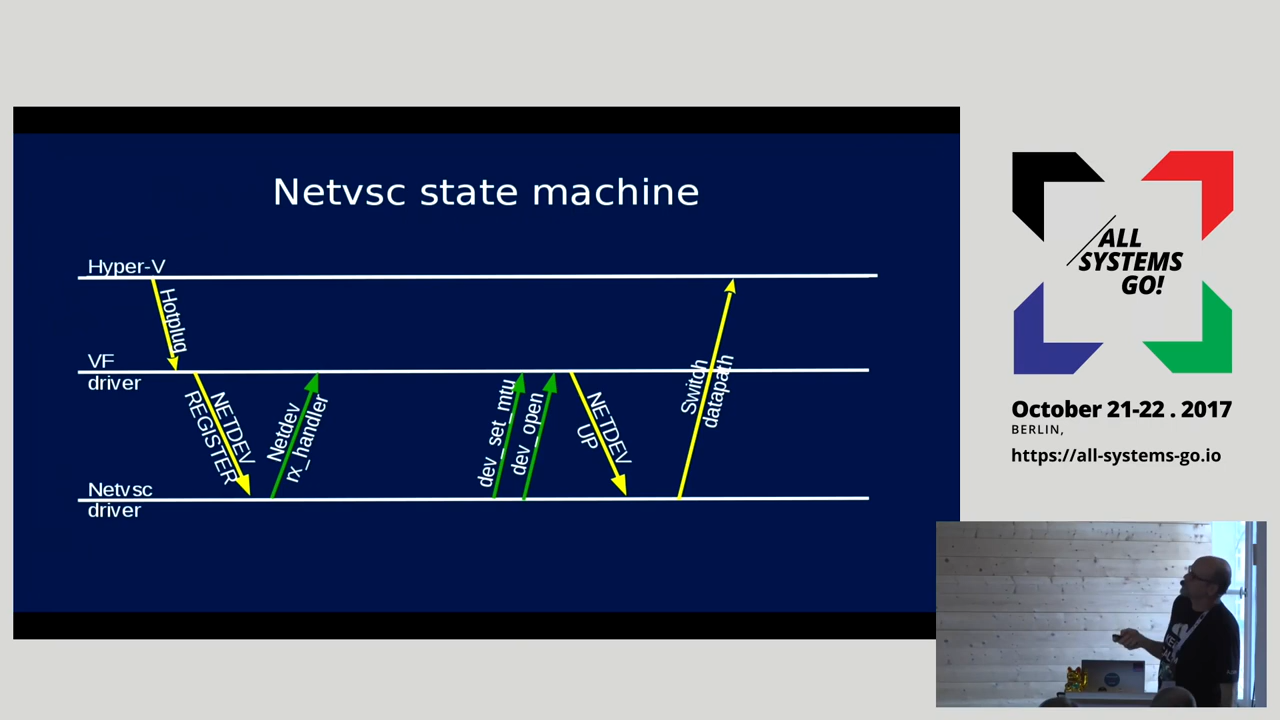 Netvsc state machine
Hyper-V
Hotplug
VF
driver
NETDEV
REGISTER
Netdev
rx_handler
dev_set_mtu
dev_open
NETDEV
UP
Switch
datapath
Netvsc
driver
ALL
SYSTEMS
GO!
October 21-22 . 2017
BERLIN,
https://all-systems-go.io